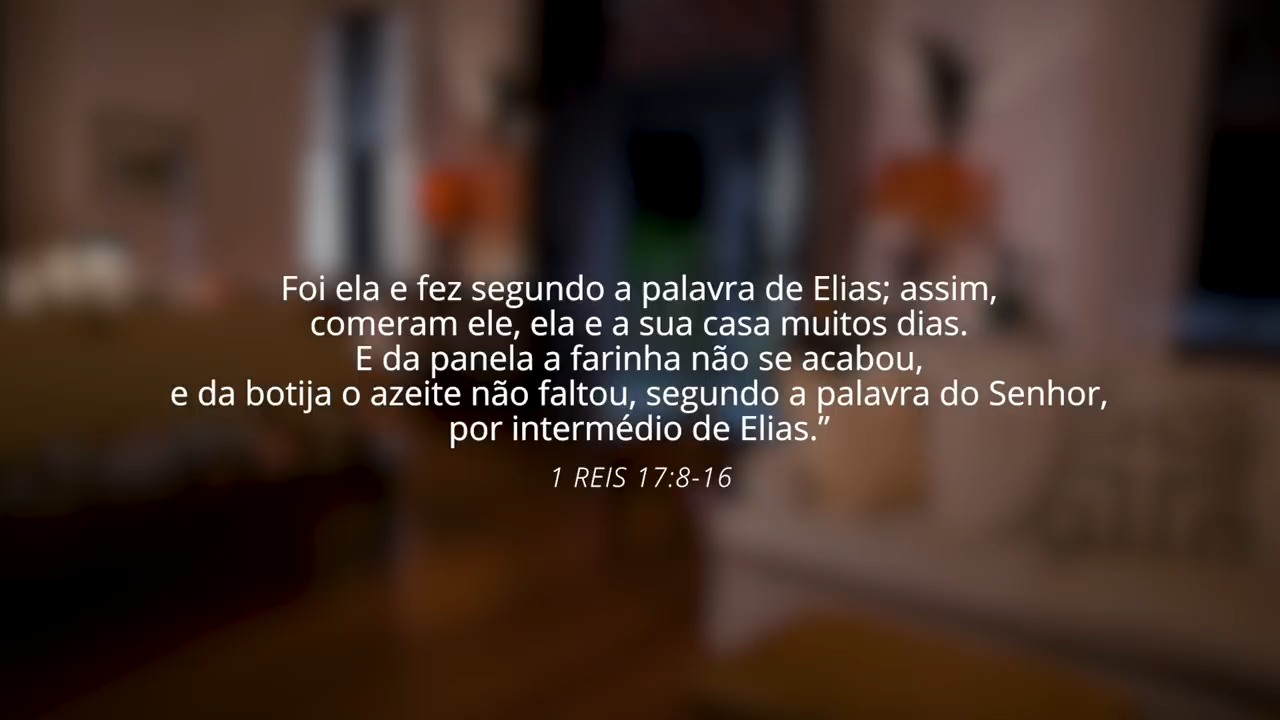 Foi ela e fez segundo a palavra de Elias; assim,
comeram ele, ela e a sua casa muitos dias.
E da panela a farinha não se acabou,
e da botija o azeite não faltou, segundo a palavra do Senhor,
por intermédio de Elias.”
1 REIS 17:8-16